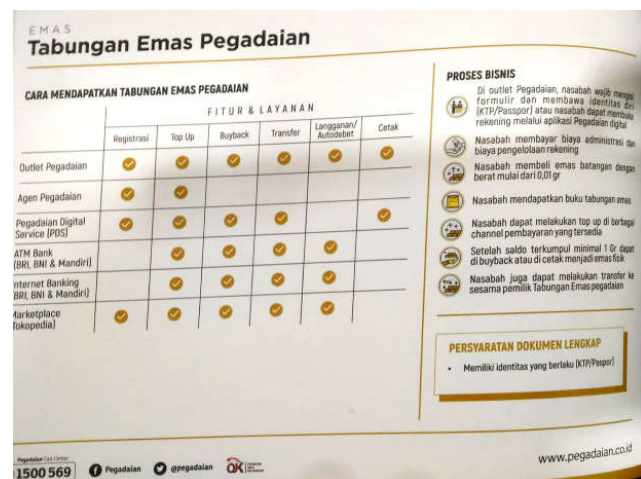 EMAS
Tabungan Emas Pegadaian
CARA MENDAPATKAN TABUNGAN EMAS PEGADAIAN
FITUR & LAYANAN
Registrasi Top Up Buyback Transfer Langganan/ Autodebet Cetak
Outlet Pegadaian
Agen Pegadaian
Pegadaian Digital
Service (PDS)
ATM Bank
(BRI, BNI & Mandiri)
nternet Banking
BRI, BNI & Mandiri)
Marketplace
Tokopedia)
PROSES BISNIS
Di outlet Pegadaian, nasabah wajib mengisi
formulir dan membawa identitas diri
(KTP/Passpor) atau nasabah dapat membuka
rekening melalui aplikasi Pegadaian digital
Nasabah membayar biaya administrasi dan
biaya pengelolaan rekening
Nasabah membeli emas batangan dengan
berat mulai dari 0,01 gr
Nasabah mendapatkan buku tabungan emas
Nasabah dapat melakukan top up di berbagai
channel pembayaran yang tersedia
Setelah saldo terkumpul minimal 1 Gr dapat
di buyback atau di cetak menjadi emas fisik
Nasabah juga dapat melakukan transfer ke
sesama pemilik Tabungan Emas pegadaian
PERSYARATAN DOKUMEN LENGKAP
• Memiliki identitas yang berlaku (KTP/Paspor)
Pegadaian Call Center
1500 569 Pegadaian @pegadaian OJK
www.pegadaian.co.id